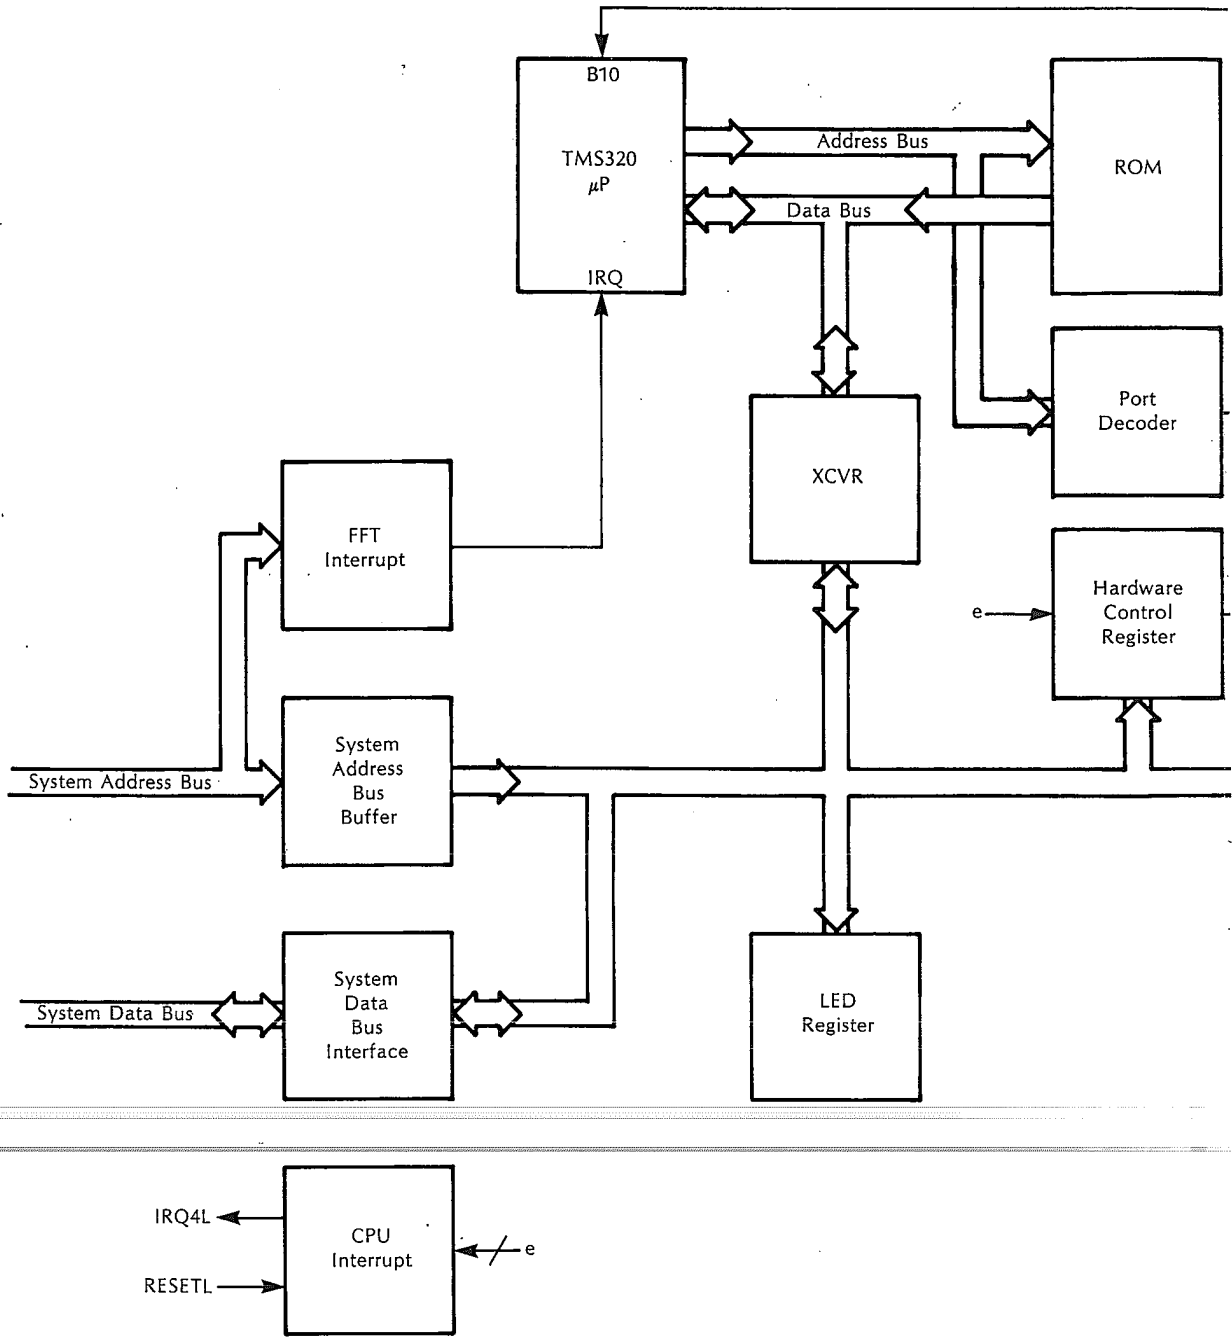 B10
TMS320
μP
IRQ
Address Bus
Data Bus
ROM
Port
Decoder
XCVR
FFT
Interrupt
Hardware
Control
Register
e
System
Address
Bus
Buffer
System Address Bus
System
Data
Bus
Interface
System Data Bus
LED
Register
IRQ4L
RESETL
CPU
Interrupt
e